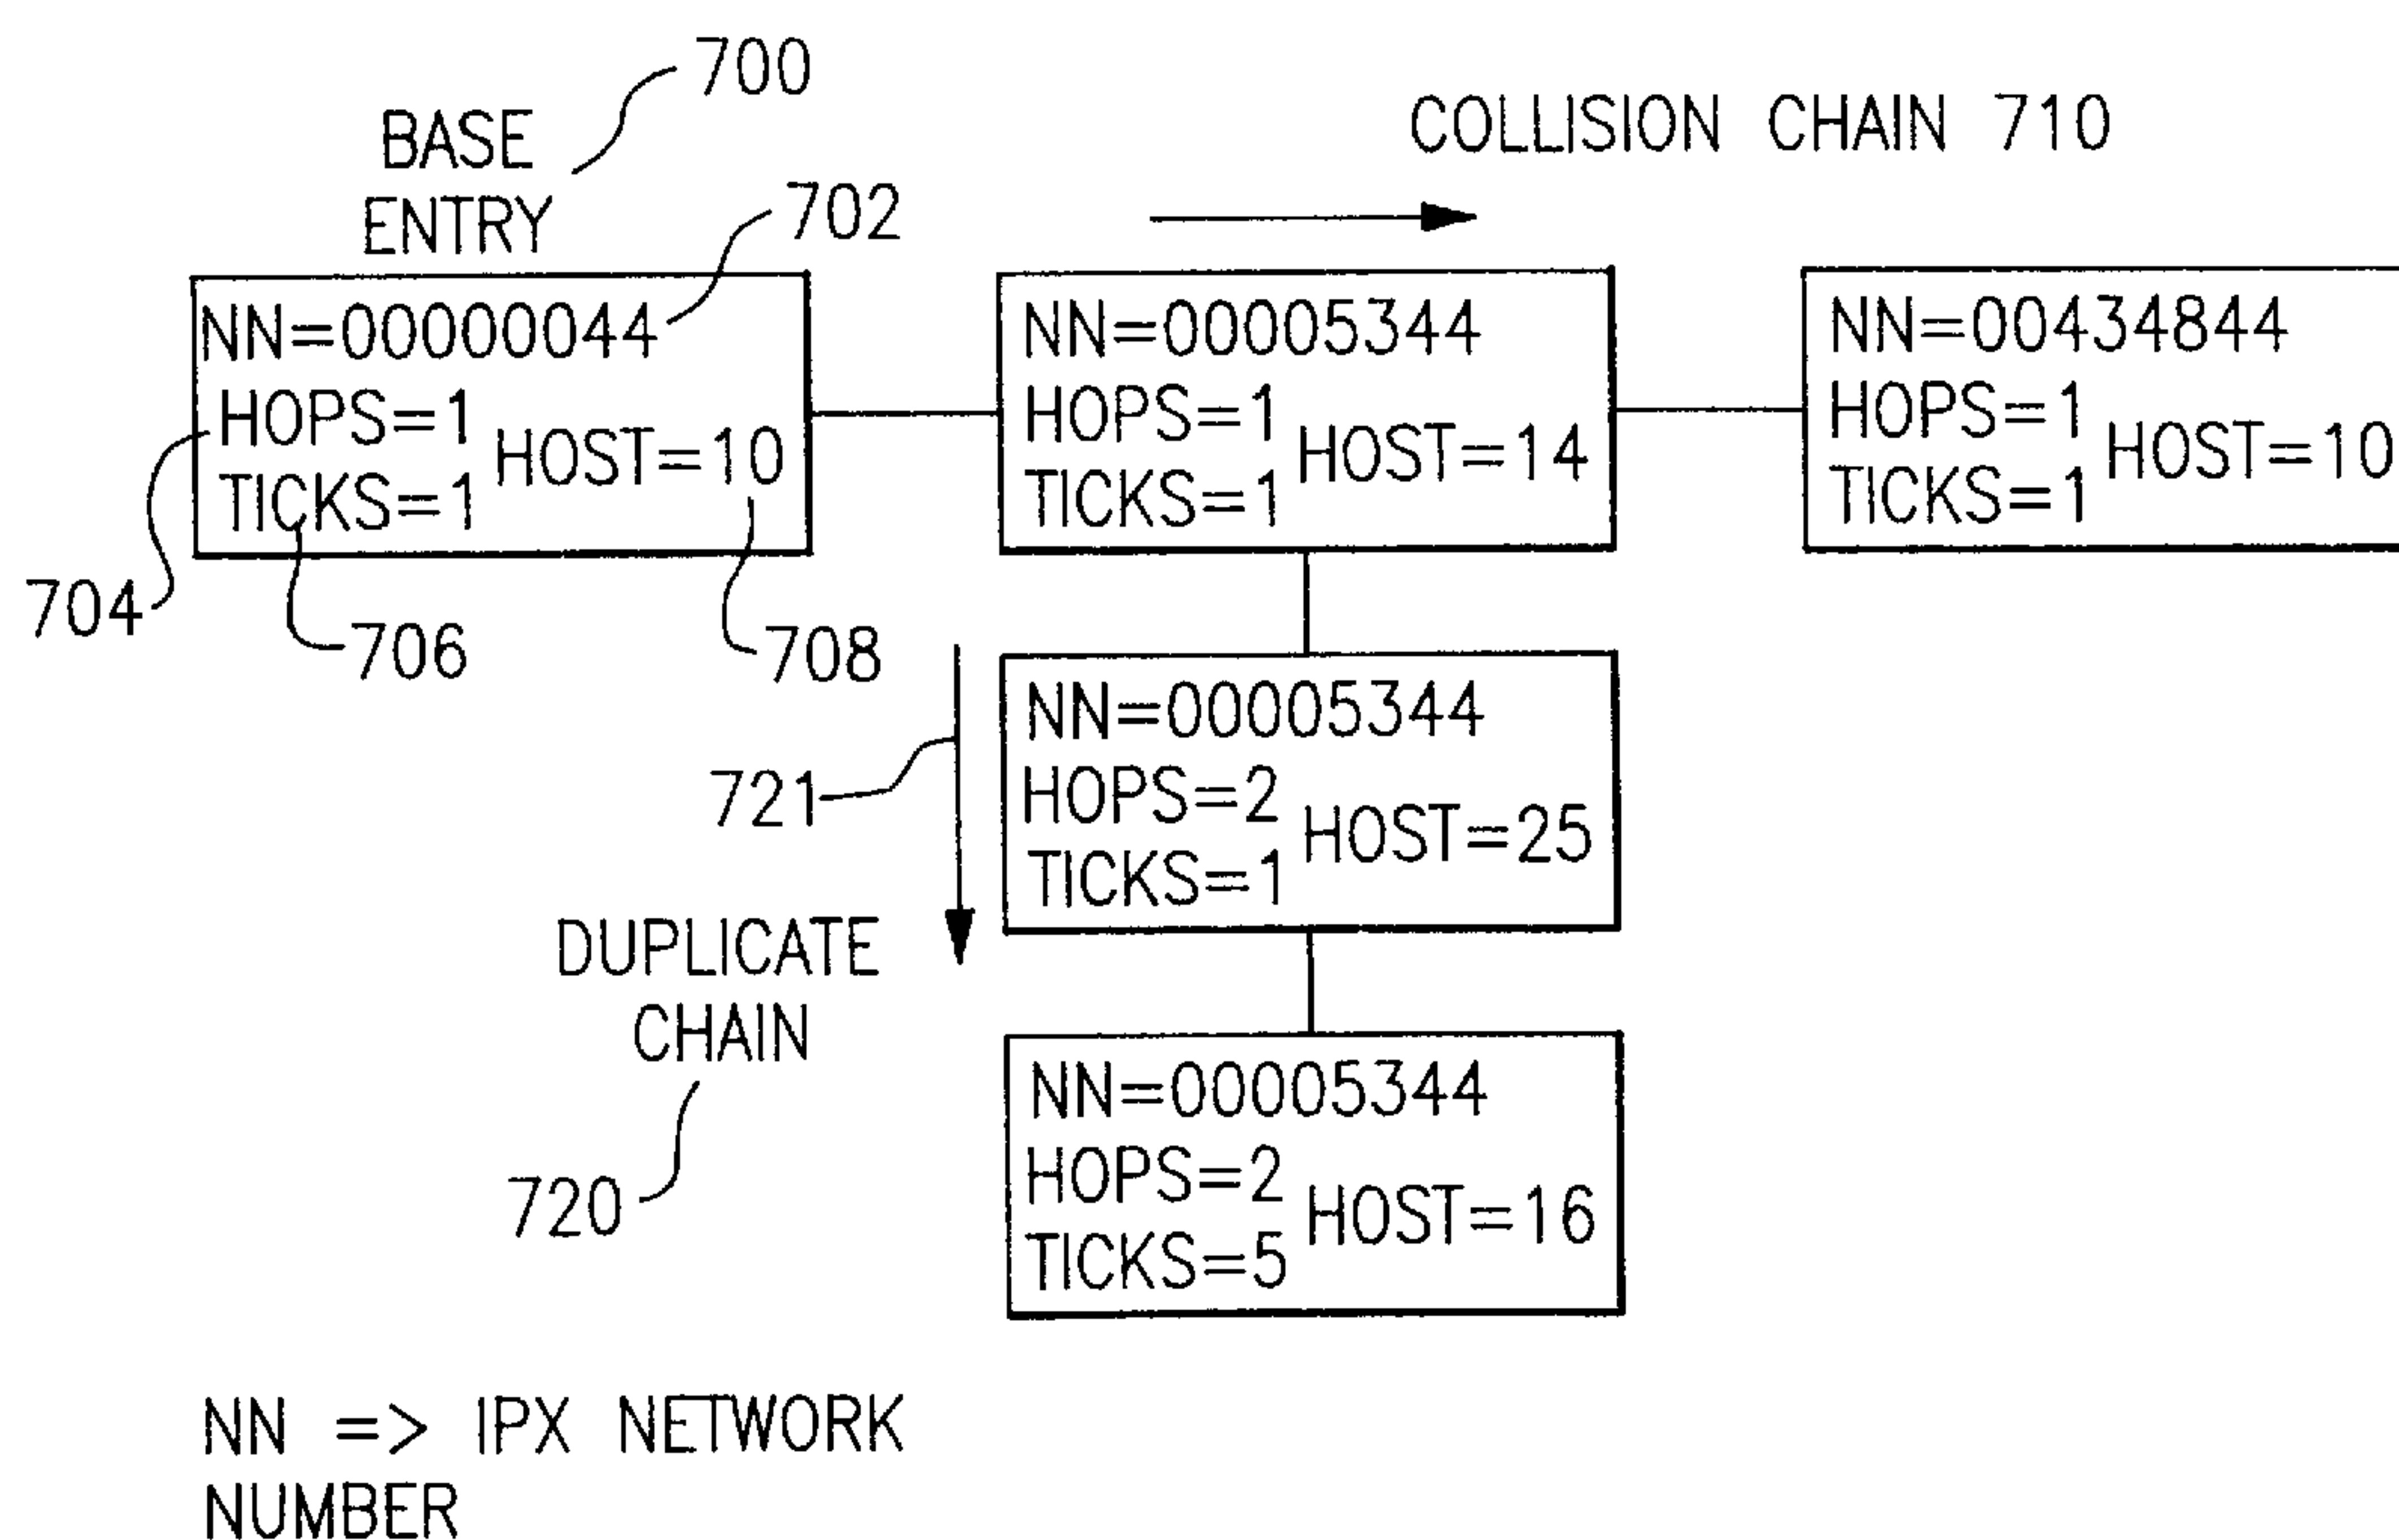 700
BASE
ENTRY
COLLISION CHAIN 710
702
NN=00000044
HOPS=1
HOST=10
TICKS=1
704
706
708
NN=00005344
HOPS=1
HOST=14
TICKS=1
NN=00434844
HOPS=1
HOST=10
TICKS=1
721
NN=00005344
HOPS=2
HOST=25
TICKS=1
DUPLICATE
CHAIN
720
NN=00005344
HOPS=2
HOST=16
TICKS=5
NN => IPX NETWORK
NUMBER